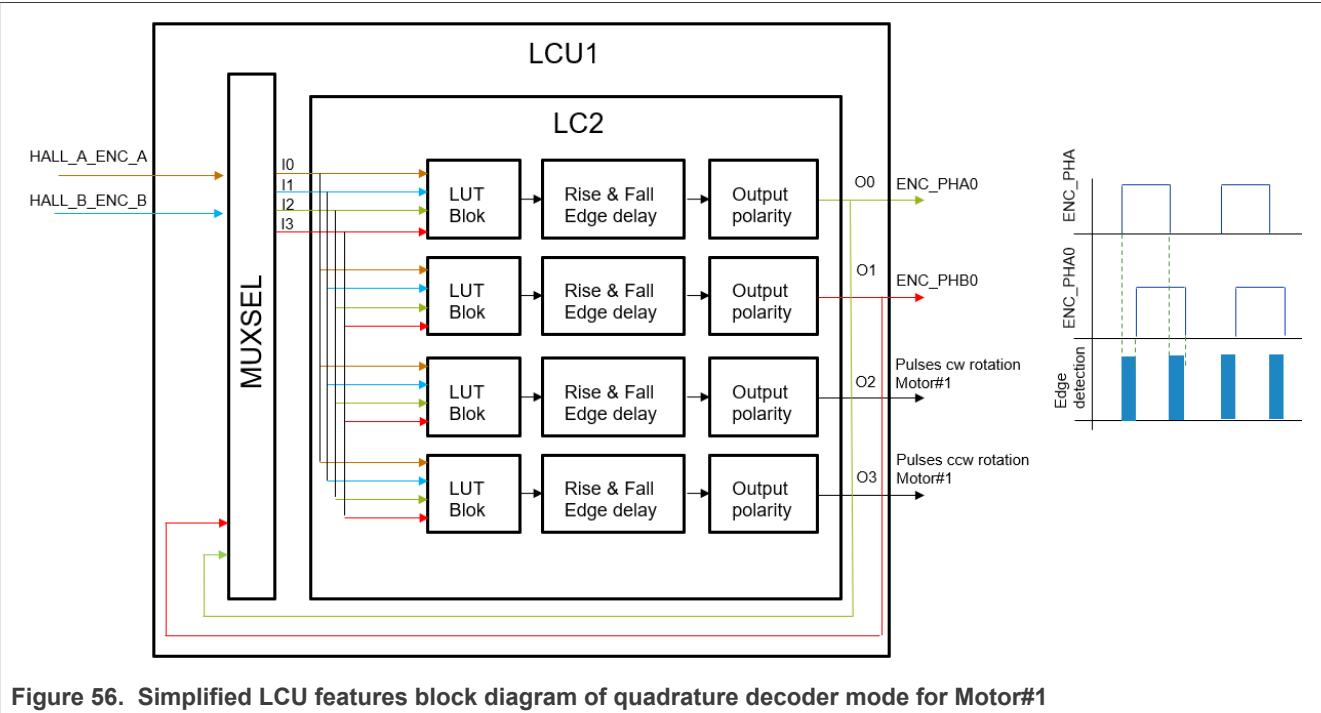 LCU1
LC2
MUXSEL
HALL_A_ENC_A
HALL_B_ENC_B
I0
I1
I2
I3
LUT
Blok
Rise & Fall
Edge delay
Output
polarity
O0
ENC_PHA0
LUT
Blok
Rise & Fall
Edge delay
Output
polarity
O1
ENC_PHB0
LUT
Blok
Rise & Fall
Edge delay
Output
polarity
O2
Pulses cw rotation
Motor#1
LUT
Blok
Rise & Fall
Edge delay
Output
polarity
O3
Pulses ccw rotation
Motor#1
ENC_PHA
ENC_PHA0
Edge
detection
Figure 56. Simplified LCU features block diagram of quadrature decoder mode for Motor#1